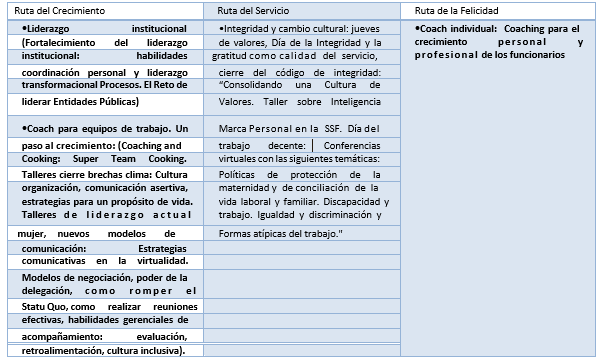 Ruta del Crecimiento
•Liderazgo institucional
(Fortalecimiento del liderazgo
institucional: habilidades
coordinación personal y liderazgo
transformacional Procesos. El Reto de
liderar Entidades Públicas)
•Coach para equipos de trabajo. Un
paso al crecimiento: (Coaching and
Cooking: Super Team Cooking.
Talleres cierre brechas clima: Cultura
organización, comunicación asertiva,
estrategias para un propósito de vida.
Talleres de liderazgo actual
mujer, nuevos modelos de
comunicación: Estrategias
comunicativas en la virtualidad.
Modelos de negociación, poder de la
delegación, como romper el
Statu Quo, como realizar reuniones
efectivas, habilidades gerenciales de
acompañamiento: evaluación,
retroalimentación, cultura inclusiva).
Ruta del Servicio
•Integridad y cambio cultural: jueves
de valores, Día de la Integridad y la
gratitud como calidad del servicio,
cierre del código de integridad:
"Consolidando una Cultura de
Valores. Taller sobre Inteligencia
Marca Personal en la SSF. Día del
trabajo decente: Conferencias
virtuales con las siguientes temáticas:
Políticas de protección de la
maternidad y de conciliación de la
vida laboral y familiar. Discapacidad y
trabajo. Igualdad y discriminación y
Formas atípicas del trabajo."
Ruta de la Felicidad
•Coach individual: Coaching para el
crecimiento personal y
profesional de los funcionarios